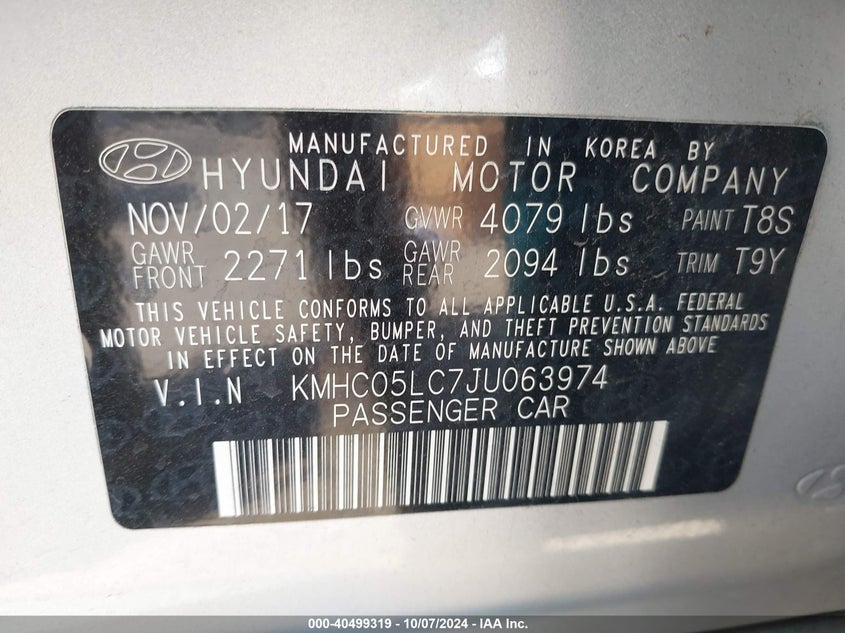 MANUFACTURED IN KOREA BY
HYUNDAI MOTOR COMPANY
NOV/02/17 GVWR 4079 lbs PAINT T8S
GAWR FRONT 2271 lbs GAWR REAR 2094 lbs TRIM T9Y
THIS VEHICLE CONFORMS TO ALL APPLICABLE U.S.A. FEDERAL
MOTOR VEHICLE SAFETY, BUMPER, AND THEFT PREVENTION STANDARDS
IN EFFECT ON THE DATE OF MANUFACTURE SHOWN ABOVE
V.I.N KMHC05LC7JU063974
PASSENGER CAR
000-40499319 - 10/07/2024 - IAA Inc.